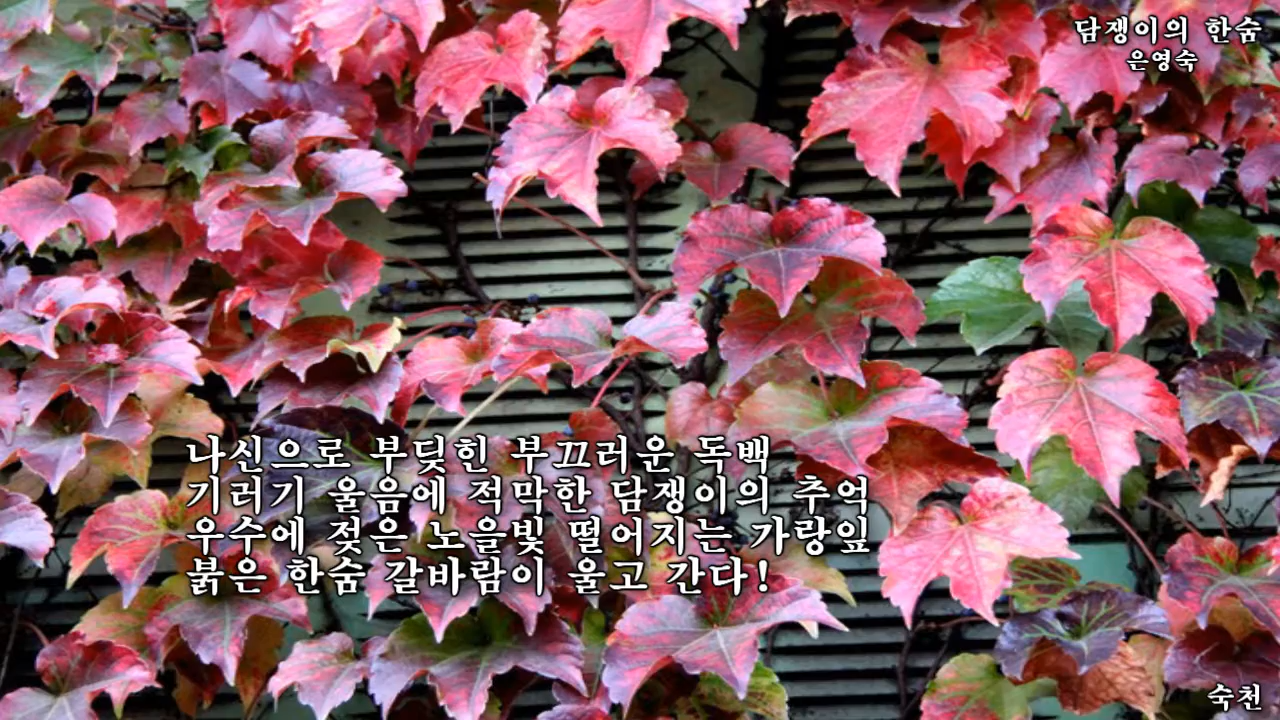 담쟁이의 한숨
은영숙
나신으로 부딪힌 부끄러운 독백
기러기 울음에 적막한 담쟁이의 추억
우수에 젖은 노을빛 떨어지는 가랑잎
붉은 한숨 갈바람이 울고 간다!
숙천